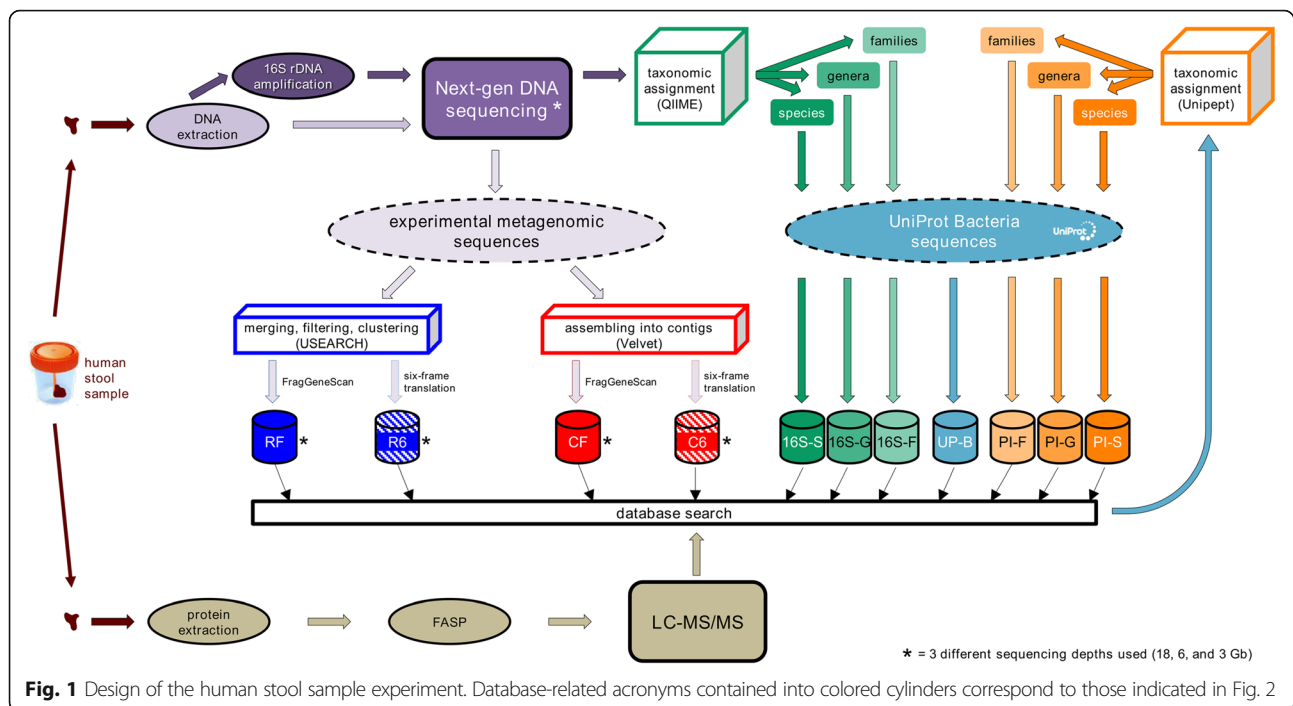 16S rDNA
amplification
DNA
extraction
Next-gen DNA
sequencing *
taxonomic
assignment
(QIIME)
families
genera
species
families
genera
species
taxonomic
assignment
(Unipept)
experimental metagenomic
sequences
UniProt Bacteria
sequences
UniProt
merging, filtering, clustering
(USEARCH)
assembling into contigs
(Velvet)
FragGeneScan
six-frame
translation
FragGeneScan
six-frame
translation
human
stool
sample
RF *
R6 *
CF *
C6 *
16S-S
16S-G
16S-F
UP-B
PI-F
PI-G
PI-S
database search
protein
extraction
FASP
LC-MS/MS
* = 3 different sequencing depths used (18, 6, and 3 Gb)
Fig. 1 Design of the human stool sample experiment. Database-related acronyms contained into colored cylinders correspond to those indicated in Fig. 2